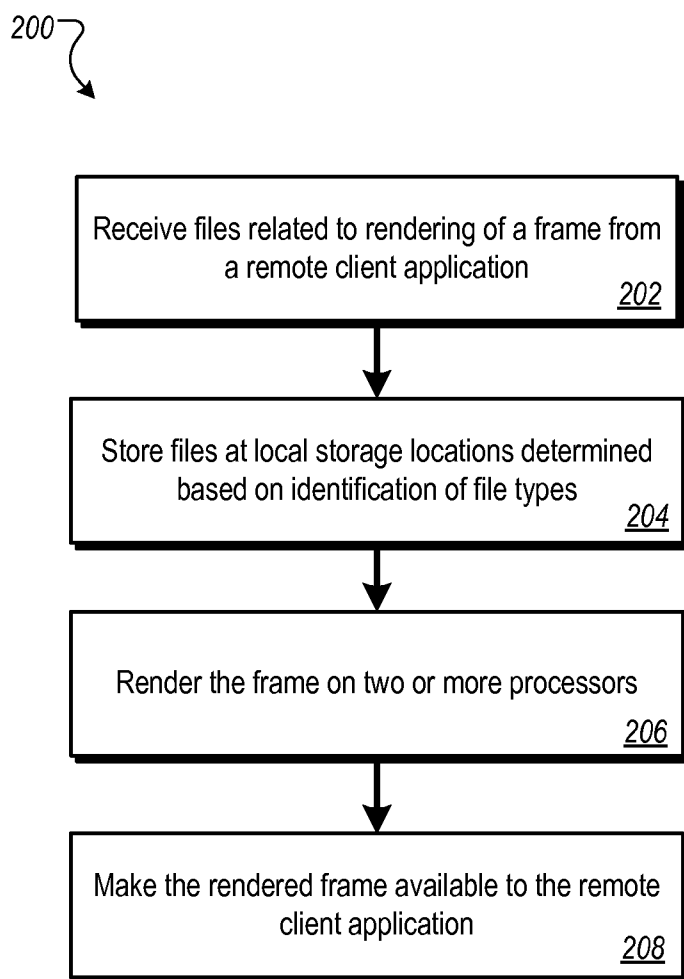 200
Receive files related to rendering of a frame from
a remote client application
202
Store files at local storage locations determined
based on identification of file types
204
Render the frame on two or more processors
206
Make the rendered frame available to the remote
client application
208